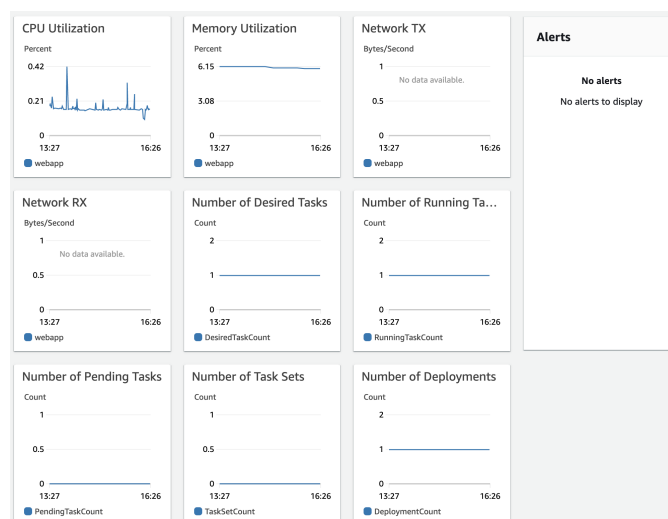 CPU Utilization
Percent
0.42
0.21
0
13:27 16:26
webapp
Memory Utilization
Percent
6.15
3.08
0
13:27 16:26
webapp
Network TX
Bytes/Second
1
No data available.
0.5
0
13:27 16:26
webapp
Alerts
No alerts
No alerts to display
Network RX
Bytes/Second
1
No data available.
0.5
0
13:27 16:26
webapp
Number of Desired Tasks
Count
2
1
0
13:27 16:26
DesiredTaskCount
Number of Running Ta...
Count
2
1
0
13:27 16:26
RunningTaskCount
Number of Pending Tasks
Count
1
0.5
0
13:27 16:26
PendingTaskCount
Number of Task Sets
Count
1
0.5
0
13:27 16:26
TaskSetCount
Number of Deployments
Count
2
1
0
13:27 16:26
DeploymentCount